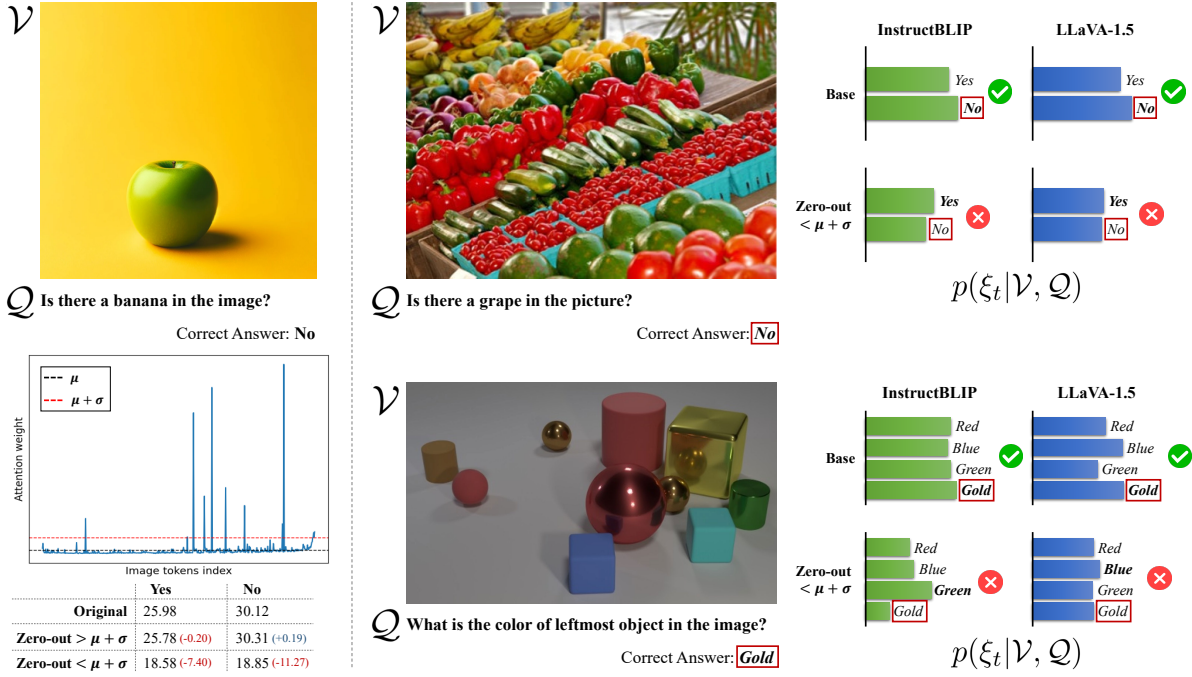 𝒱
𝒬 Is there a banana in the image?
Correct Answer: No
μ
μ + σ
Attention weight
Image tokens index
Yes No
Original 25.98 30.12
Zero-out > μ + σ 25.78 (-0.20) 30.31 (+0.19)
Zero-out < μ + σ 18.58 (-7.40) 18.85 (-11.27)
𝒱
𝒬 Is there a grape in the picture?
Correct Answer: No
InstructBLIP LLaVA-1.5
Base
Yes Yes
No No
Zero-out
< μ + σ
Yes Yes
No No
p(ξ_t|𝒱, 𝒬)
𝒱
𝒬 What is the color of leftmost object in the image?
Correct Answer: Gold
InstructBLIP LLaVA-1.5
Base
Red Red
Blue Blue
Green Green
Gold Gold
Zero-out
< μ + σ
Red Red
Blue Blue
Green Green
Gold Gold
p(ξ_t|𝒱, 𝒬)